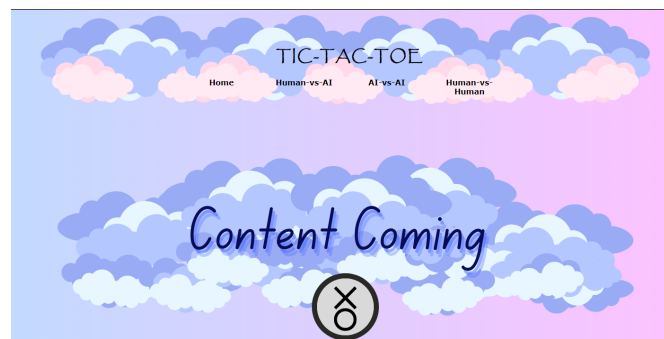 TIC-TAC-TOE
Home Human-vs-AI AI-vs-AI Human-vs-
Human
Content Coming
X
O